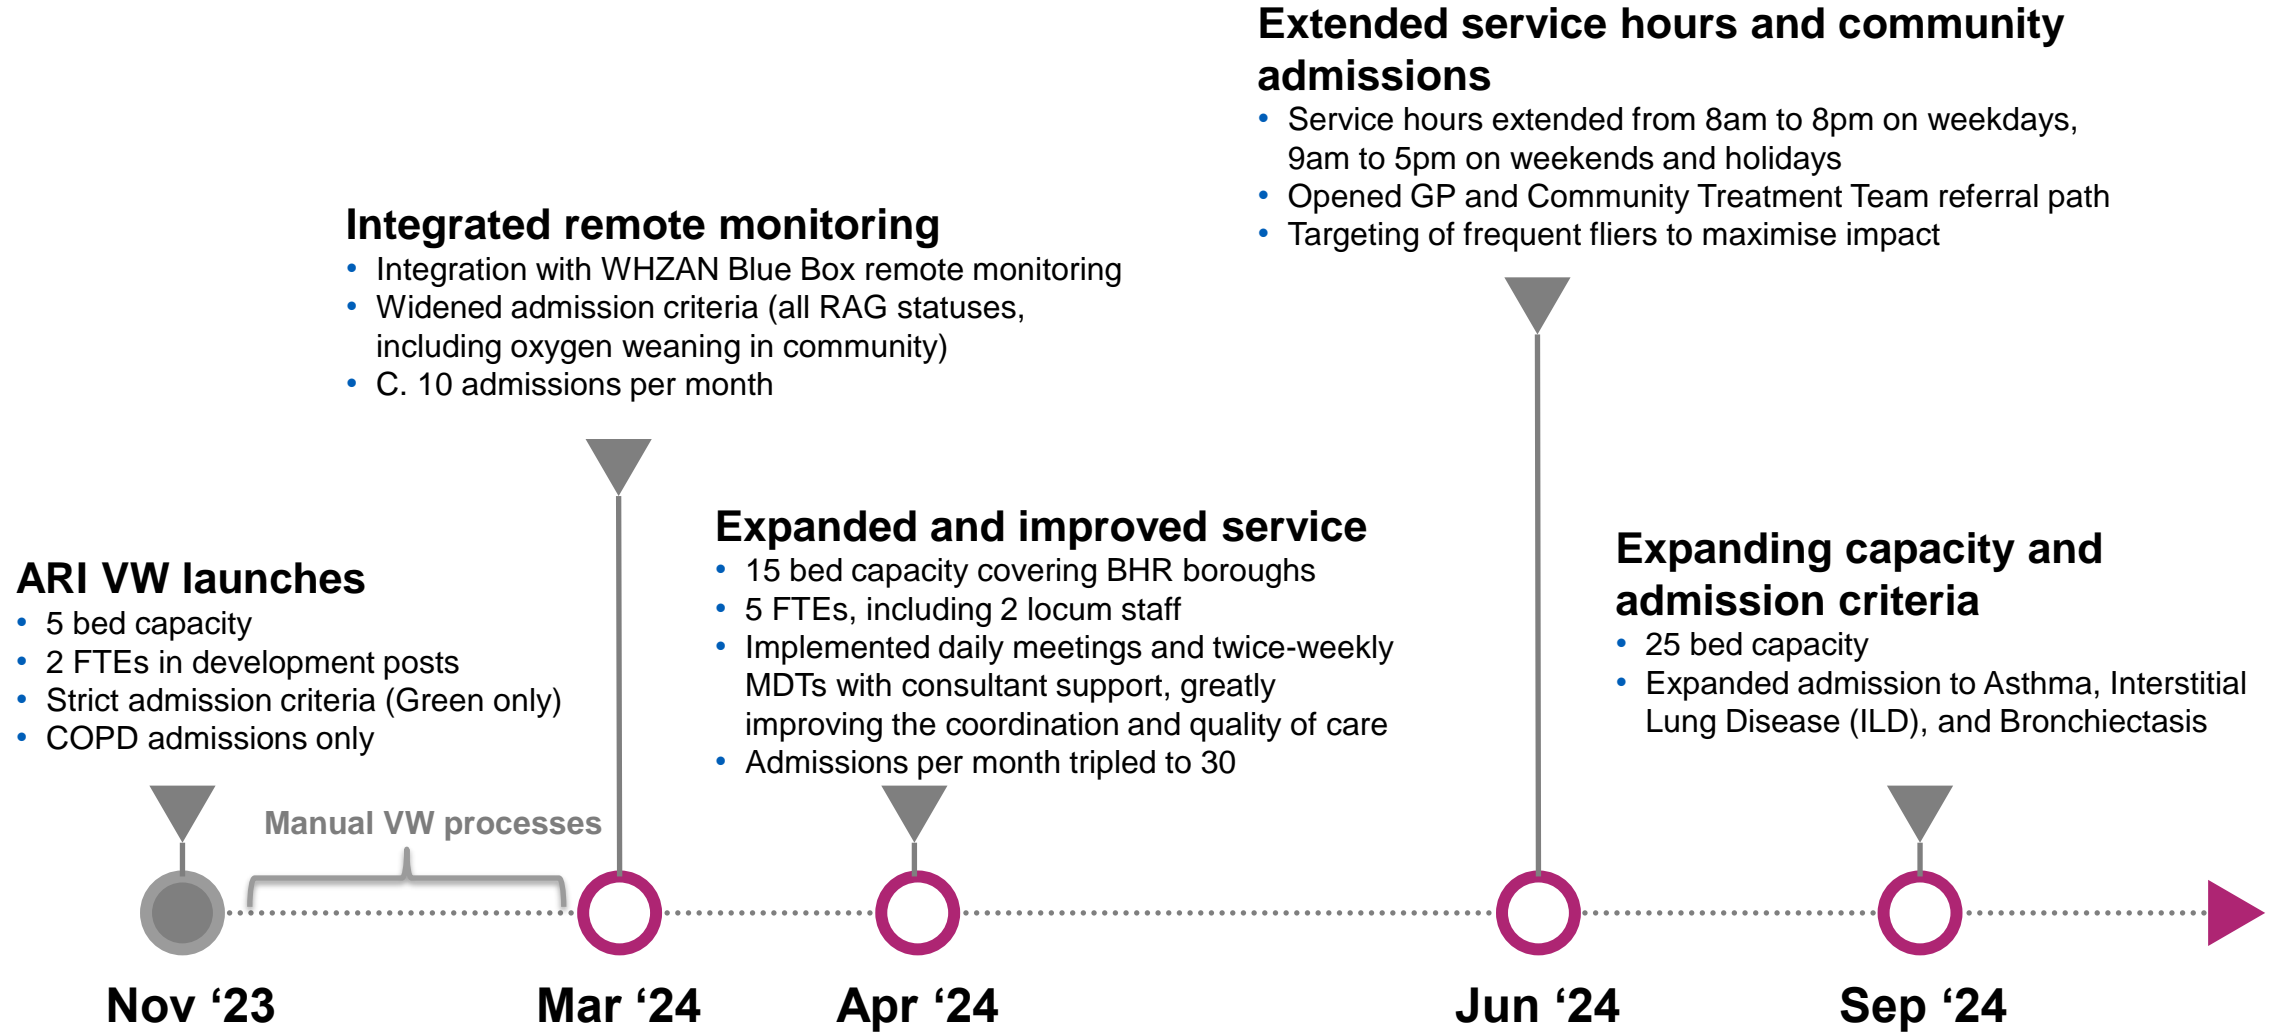 Extended service hours and community
admissions
• Service hours extended from 8am to 8pm on weekdays,
9am to 5pm on weekends and holidays
• Opened GP and Community Treatment Team referral path
• Targeting of frequent fliers to maximise impact
Integrated remote monitoring
• Integration with WHZAN Blue Box remote monitoring
• Widened admission criteria (all RAG statuses,
including oxygen weaning in community)
• C. 10 admissions per month
Expanded and improved service
• 15 bed capacity covering BHR boroughs
• 5 FTEs, including 2 locum staff
• Implemented daily meetings and twice-weekly
MDTs with consultant support, greatly
improving the coordination and quality of care
• Admissions per month tripled to 30
Expanding capacity and
admission criteria
• 25 bed capacity
• Expanded admission to Asthma, Interstitial
Lung Disease (ILD), and Bronchiectasis
ARI VW launches
• 5 bed capacity
• 2 FTEs in development posts
• Strict admission criteria (Green only)
• COPD admissions only
Manual VW processes
Nov ‘23
Mar ‘24
Apr ‘24
Jun ‘24
Sep ‘24